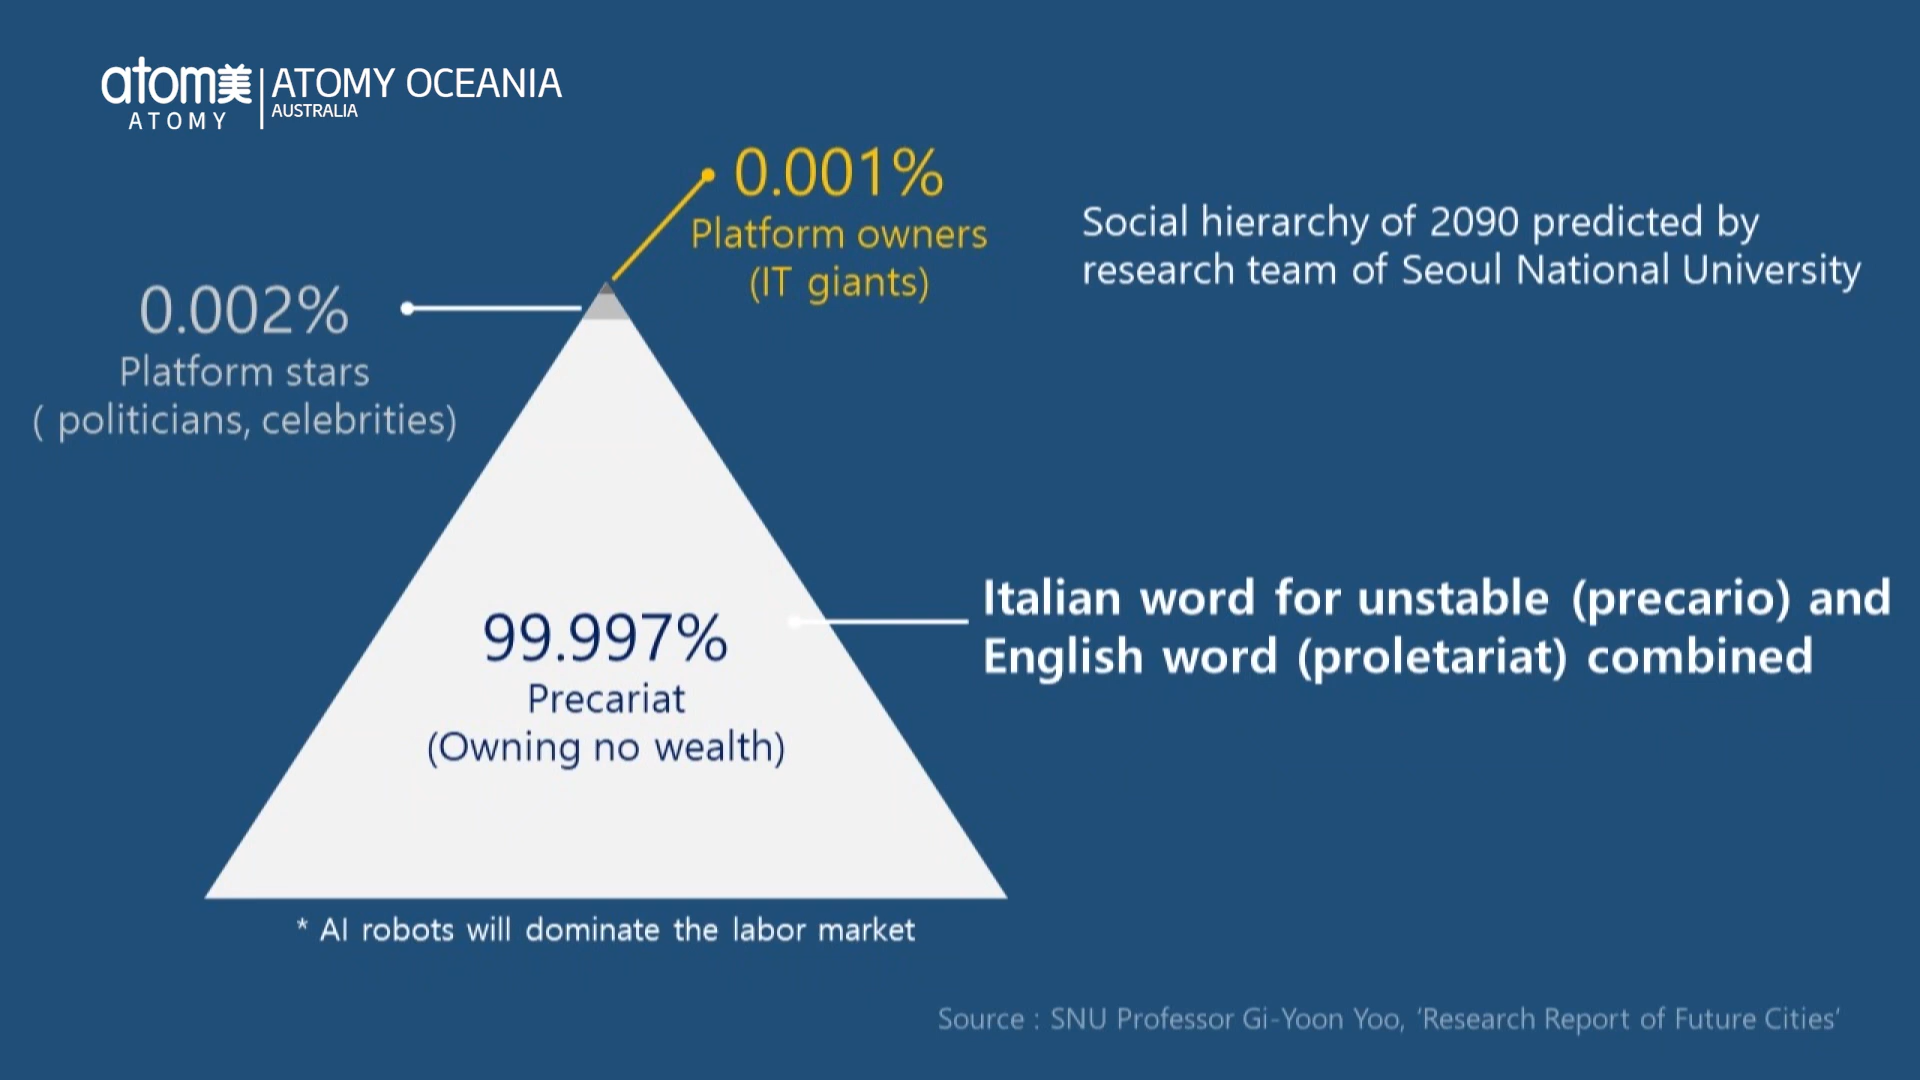 atom美
ATOMY
ATOMY OCEANIA
AUSTRALIA
0.001%
Platform owners
(IT giants)
Social hierarchy of 2090 predicted by
research team of Seoul National University
0.002%
Platform stars
( politicians, celebrities)
99.997%
Precariat
(Owning no wealth)
Italian word for unstable (precario) and
English word (proletariat) combined
* AI robots will dominate the labor market
Source : SNU Professor Gi-Yoon Yoo, ‘Research Report of Future Cities’